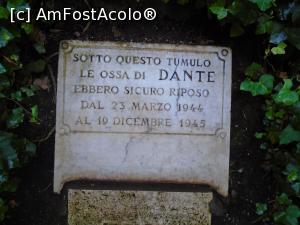 [c] AmFostAcolo®
SOTTO QUESTO TUMULO
LE OSSA DI DANTE
EBBERO SICURO RIPOSO
DAL 23 MARZO 1944
AL 19 DICEMBRE 1945